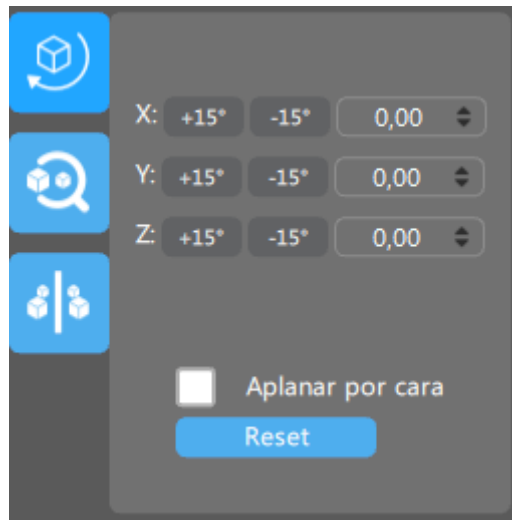 X: +15° -15° 0,00
Y: +15° -15° 0,00
Z: +15° -15° 0,00
Aplanar por cara
Reset